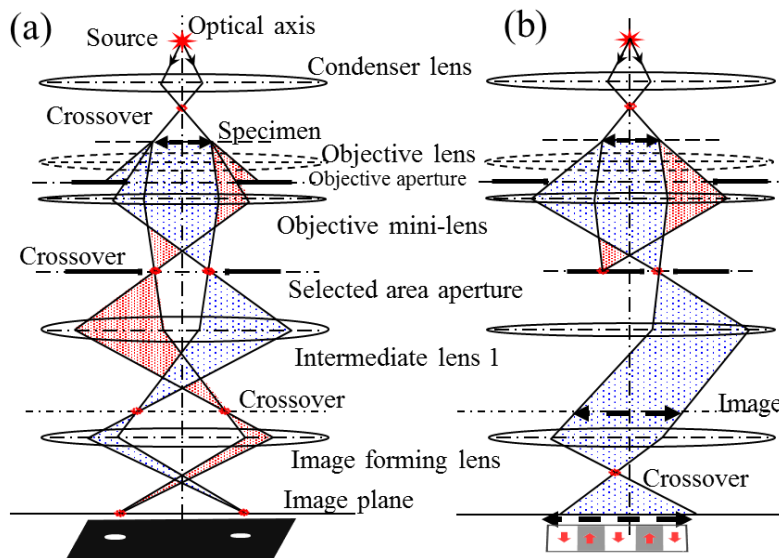 (a)
Optical axis
Source
Condenser lens
Crossover
Specimen
Objective lens
Objective aperture
Objective mini-lens
Crossover
Selected area aperture
Intermediate lens 1
Crossover
Image forming lens
Image plane
(b)
Image
Crossover